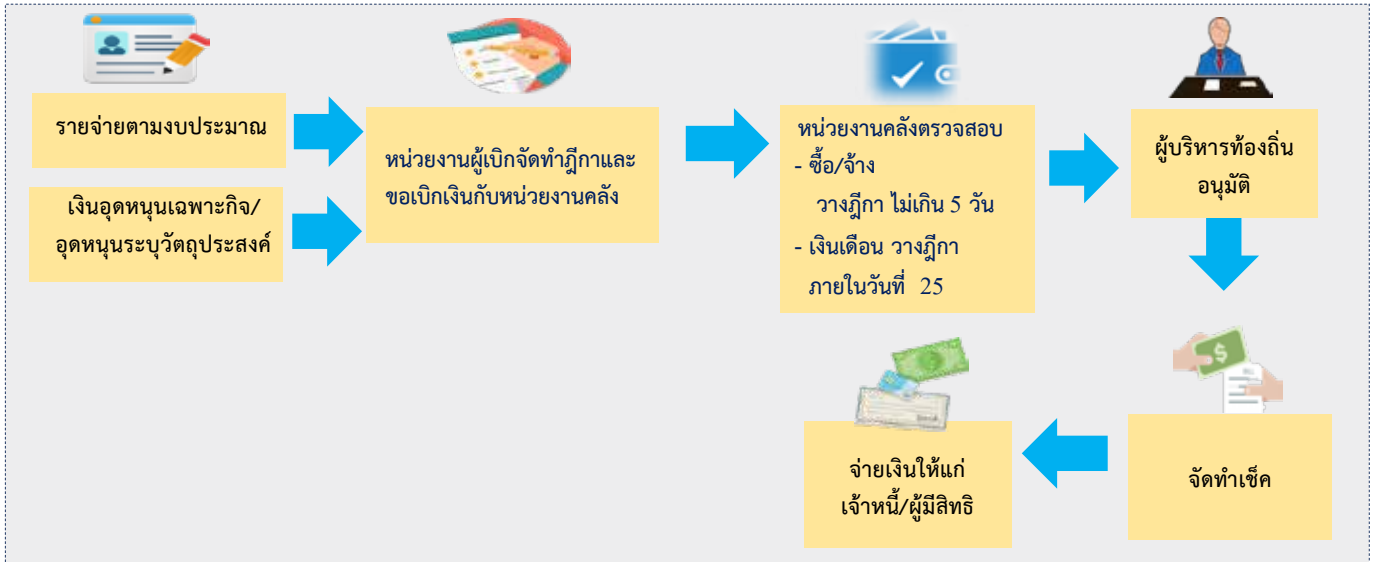 รายจ่ายตามงบประมาณ
เงินอุดหนุนเฉพาะกิจ/
อุดหนุนระบุวัตถุประสงค์
หน่วยงานผู้เบิกจัดทำฎีกาและ
ขอเบิกเงินกับหน่วยงานคลัง
หน่วยงานคลังตรวจสอบ
- ซื้อ/จ้าง
วางฎีกา ไม่เกิน 5 วัน
- เงินเดือน วางฎีกา
ภายในวันที่ 25
ผู้บริหารท้องถิ่น
อนุมัติ
จัดทำเช็ค
จ่ายเงินให้แก่
เจ้าหนี้/ผู้มีสิทธิ